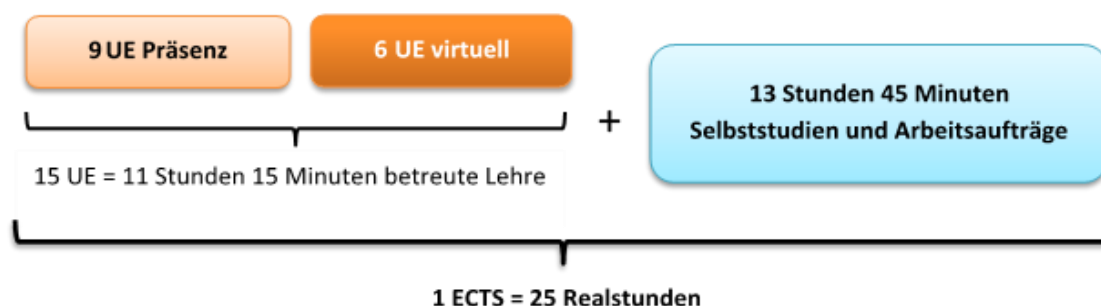 9 UE Präsenz
6 UE virtuell
15 UE = 11 Stunden 15 Minuten betreute Lehre
+
13 Stunden 45 Minuten
Selbststudien und Arbeitsaufträge
1 ECTS = 25 Realstunden